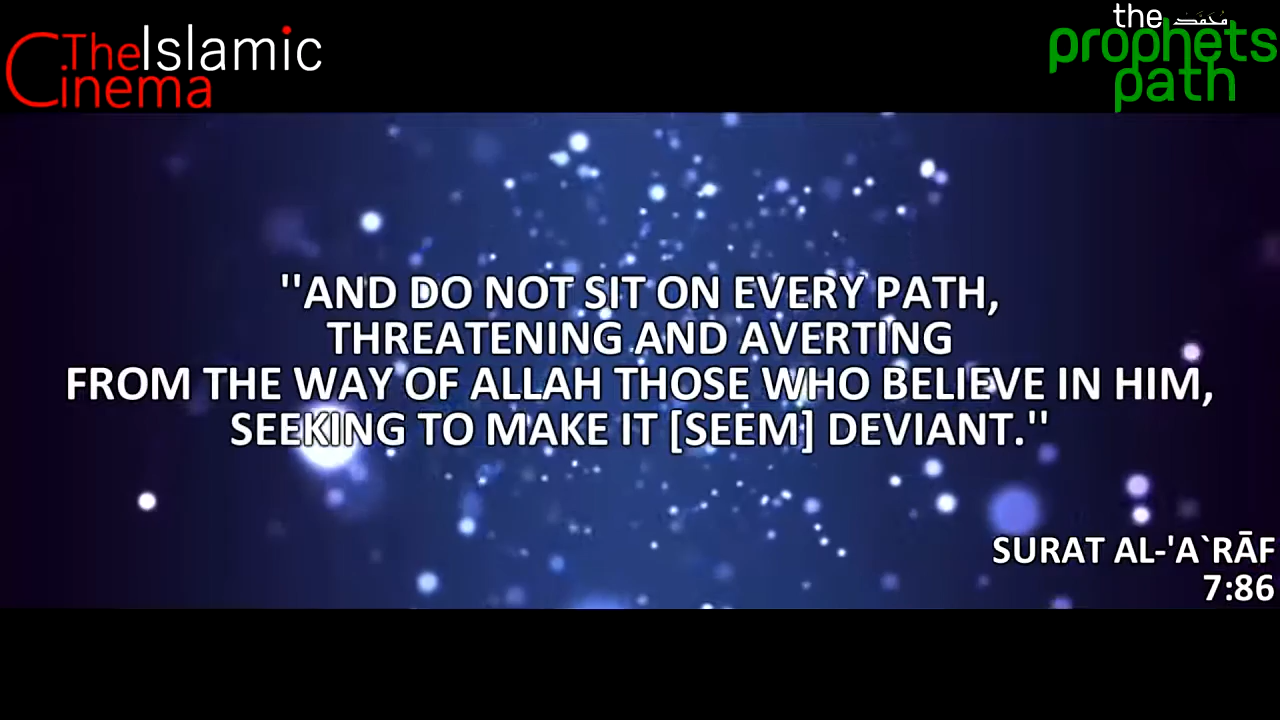 The Islamic
Cinema
the محمد
prophets
path
"AND DO NOT SIT ON EVERY PATH,
THREATENING AND AVERTING
FROM THE WAY OF ALLAH THOSE WHO BELIEVE IN HIM,
SEEKING TO MAKE IT [SEEM] DEVIANT."
SURAT AL-'A`RĀF
7:86